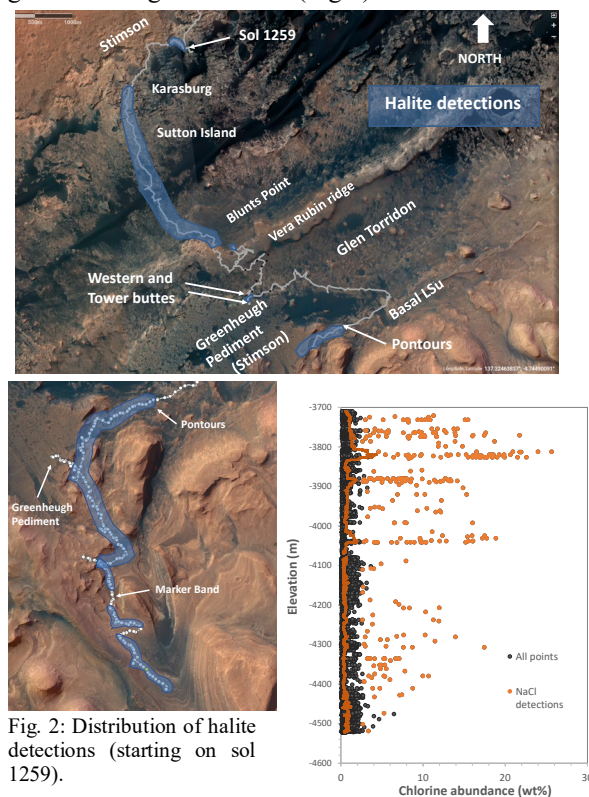 500m 1000m
Stimson
Sol 1259
NORTH
Karasburg
Halite detections
Sutton Island
Blunts Point
Vera Rubin ridge
Glen Torridon
Western and
Tower buttes
Basal LSu
Greenheugh
Pediment
(Stimson)
Pontours
Pontours
Greenheugh
Pediment
Marker Band
Fig. 2: Distribution of halite
detections (starting on sol
1259).
-3700
-3800
-3900
-4000
-4100
-4200
-4300
-4400
-4500
-4600
Elevation (m)
All points
NaCl
detections
0 10 20 30
Chlorine abundance (wt%)